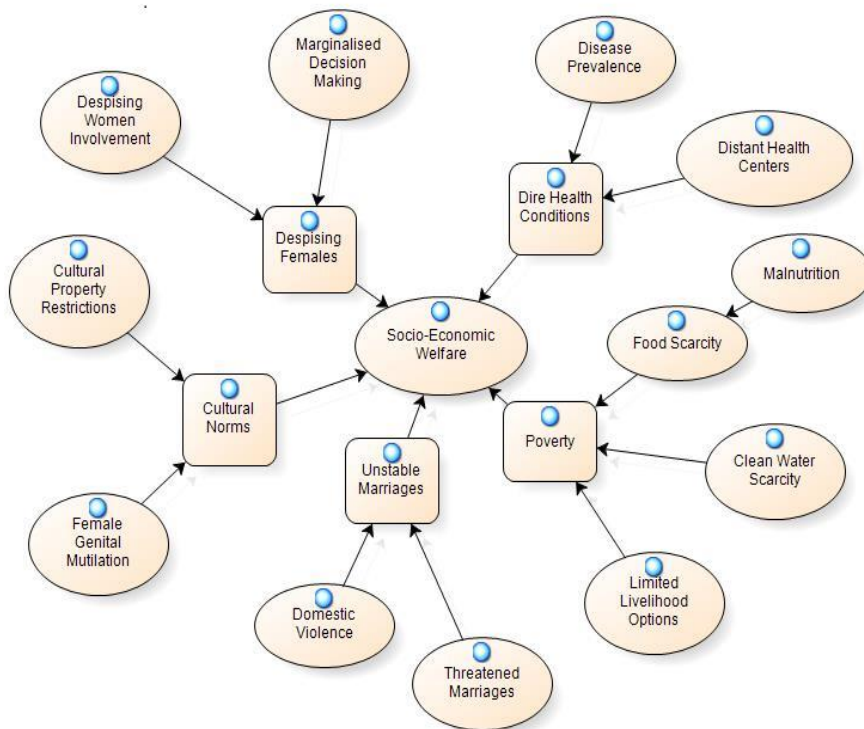 Marginalised
Decision
Making
Disease
Prevalence
Despising
Women
Involvement
Distant Health
Centers
Dire Health
Conditions
Despising
Females
Cultural
Property
Restrictions
Malnutrition
Socio-Economic
Welfare
Food Scarcity
Cultural
Norms
Poverty
Unstable
Marriages
Clean Water
Scarcity
Female
Genital
Mutilation
Limited
Livelihood
Options
Domestic
Violence
Threatened
Marriages